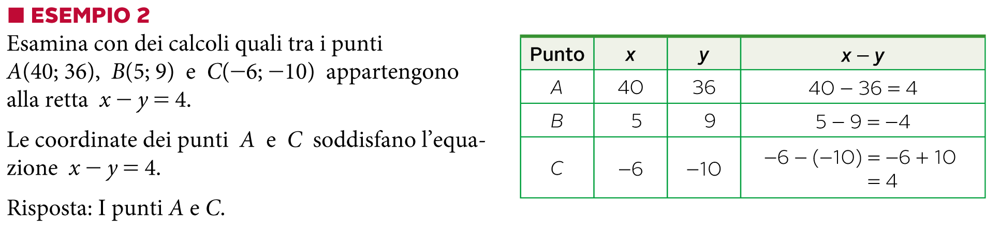 ■ ESEMPIO 2
Esamina con dei calcoli quali tra i punti
A(40; 36), B(5; 9) e C(−6; −10) appartengono
alla retta x − y = 4.
Le coordinate dei punti A e C soddisfano l’equa-
zione x − y = 4.
Risposta: I punti A e C.
Punto x y x − y
A 40 36 40 − 36 = 4
B 5 9 5 − 9 = −4
C −6 −10 −6 − (−10) = −6 + 10
= 4